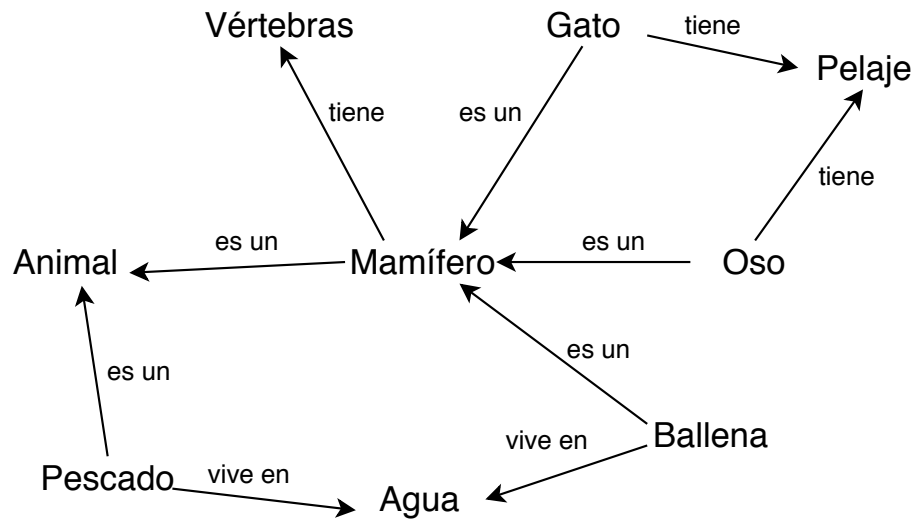 Vértebras
Gato
tiene
Pelaje
tiene
es un
tiene
Animal
es un
Mamífero
es un
Oso
es un
es un
Pescado
vive en
Agua
vive en
Ballena